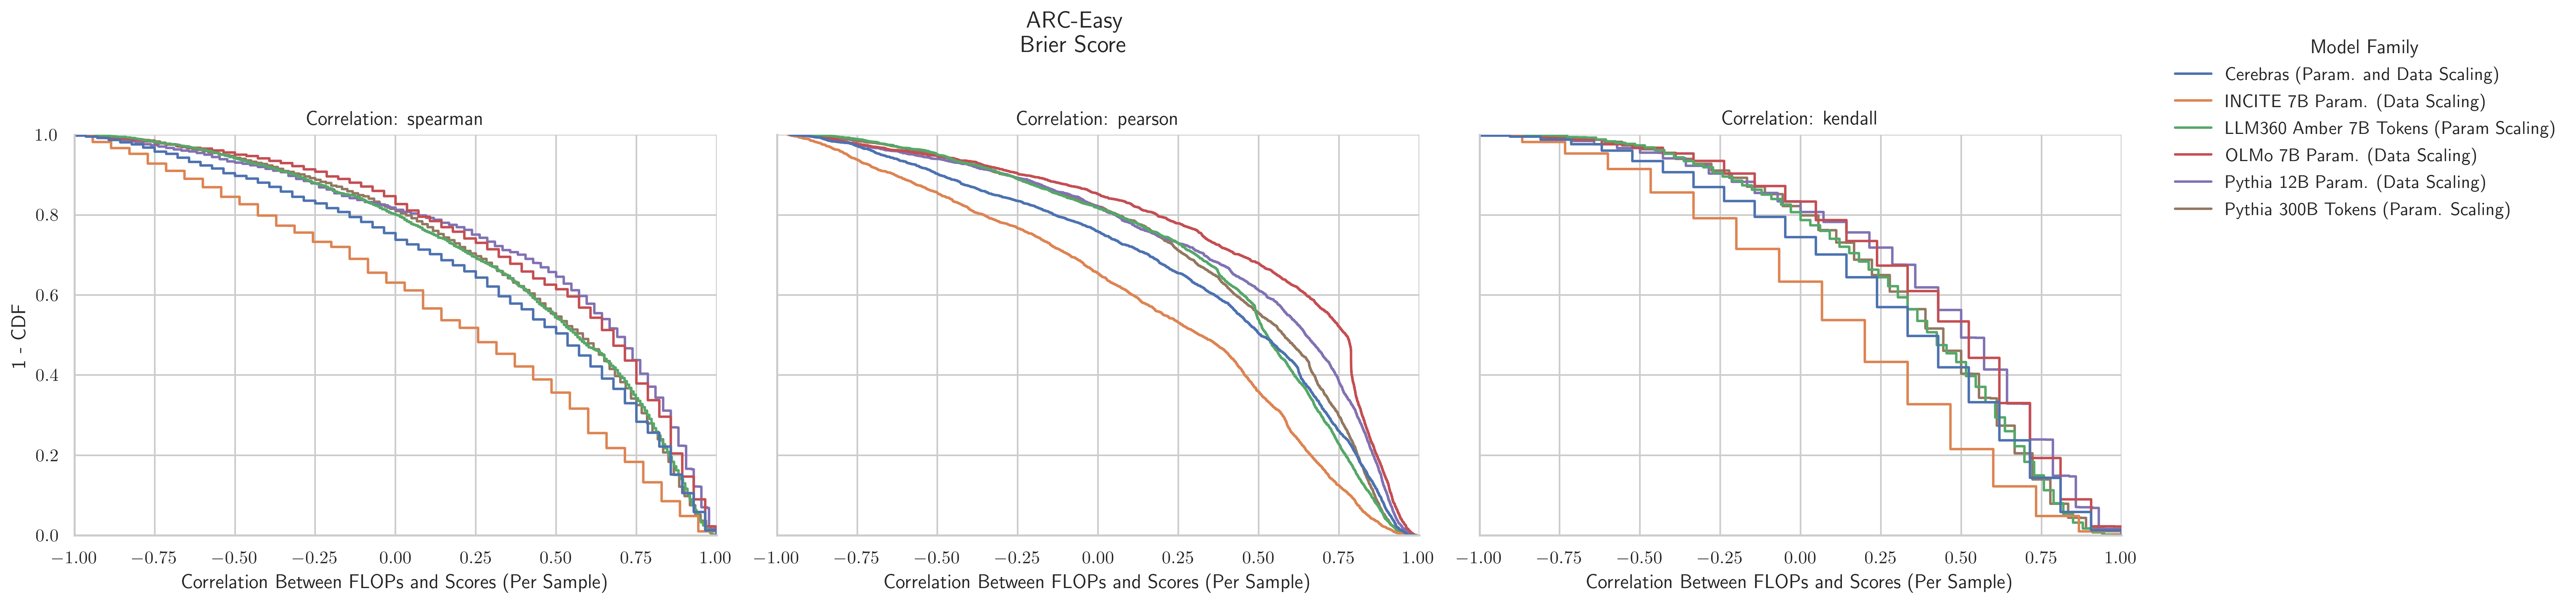 ARC-Easy
Brier Score
Correlation: spearman
Correlation: pearson
Correlation: kendall
Model Family
Cerebras (Param. and Data Scaling)
INCITE 7B Param. (Data Scaling)
LLM360 Amber 7B Tokens (Param Scaling)
OLMo 7B Param. (Data Scaling)
Pythia 12B Param. (Data Scaling)
Pythia 300B Tokens (Param. Scaling)
1 - CDF
1.0
0.8
0.6
0.4
0.2
0.0
−1.00 −0.75 −0.50 −0.25 0.00 0.25 0.50 0.75 1.00
Correlation Between FLOPs and Scores (Per Sample)
−1.00 −0.75 −0.50 −0.25 0.00 0.25 0.50 0.75 1.00
Correlation Between FLOPs and Scores (Per Sample)
−1.00 −0.75 −0.50 −0.25 0.00 0.25 0.50 0.75 1.00
Correlation Between FLOPs and Scores (Per Sample)